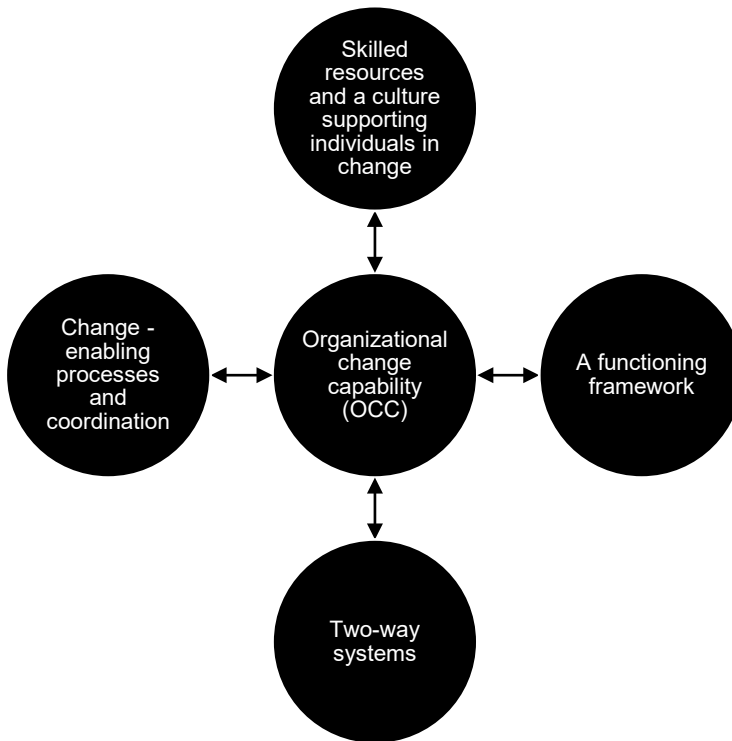 Skilled
resources
and a culture
supporting
individuals in
change
Change -
enabling
processes
and
coordination
Organizational
change
capability
(OCC)
A functioning
framework
Two-way
systems